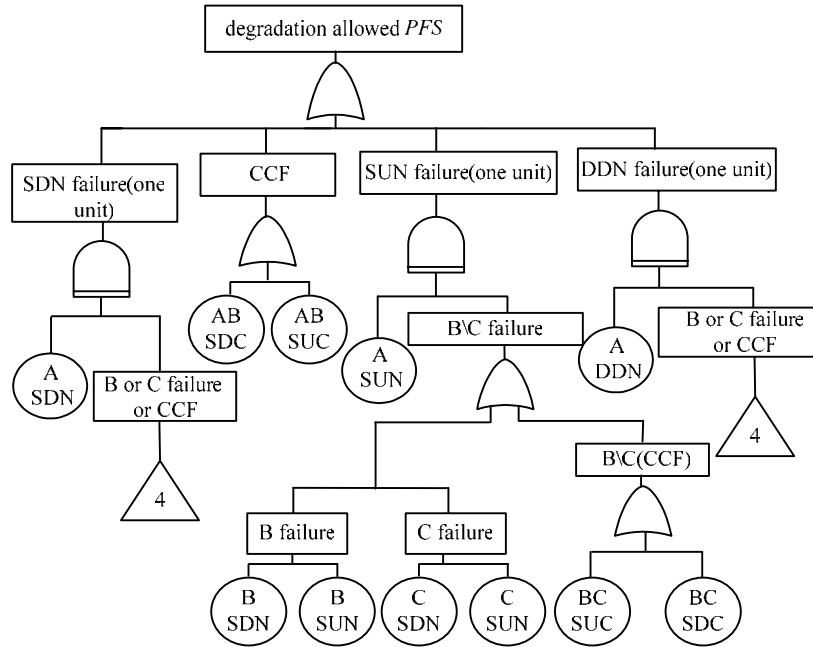 degradation allowed PFS
SDN failure(one
unit)
CCF
SUN failure(one unit)
DDN failure(one unit)
AB
SDC
AB
SUC
A
SDN
B or C failure
or CCF
4
A
SUN
B\C failure
A
DDN
B or C failure
or CCF
4
B\C(CCF)
B failure
C failure
B
SDN
B
SUN
C
SDN
C
SUN
BC
SUC
BC
SDC